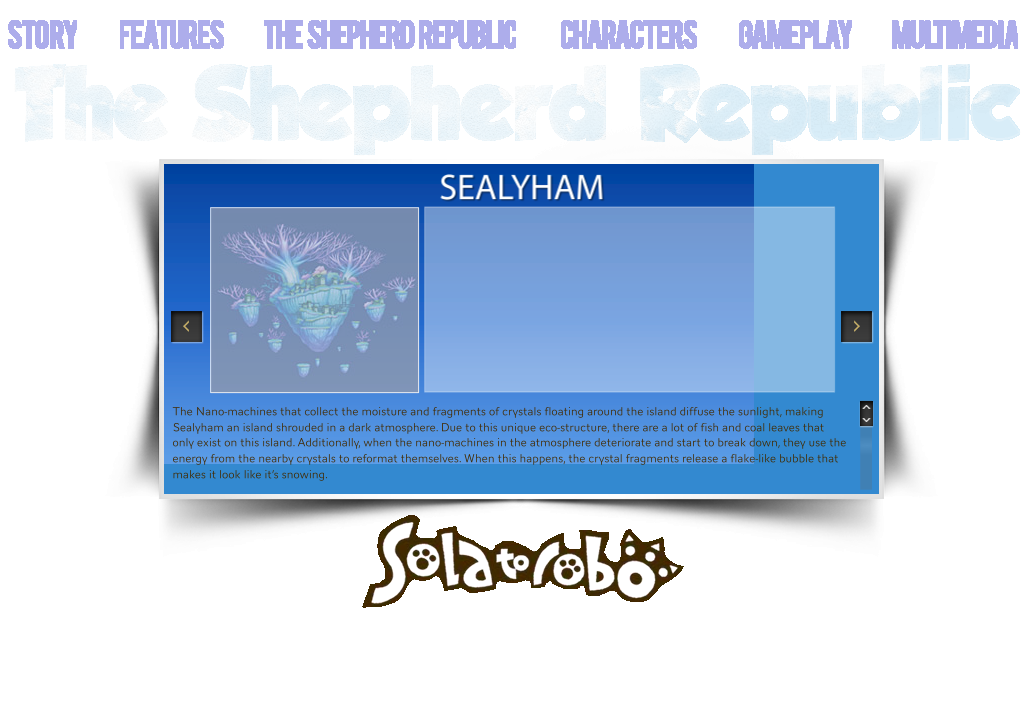 STORY FEATURES THE SHEPHERD REPUBLIC CHARACTERS GAMEPLAY MULTIMEDIA
The Shepherd Republic
SEALYHAM
The Nano-machines that collect the moisture and fragments of crystals floating around the island diffuse the sunlight, making
Sealyham an island shrouded in a dark atmosphere. Due to this unique eco-structure, there are a lot of fish and coal leaves that
only exist on this island. Additionally, when the nano-machines in the atmosphere deteriorate and start to break down, they use the
energy from the nearby crystals to reformat themselves. When this happens, the crystal fragments release a flake-like bubble that
makes it look like it's snowing.
Solatorobo